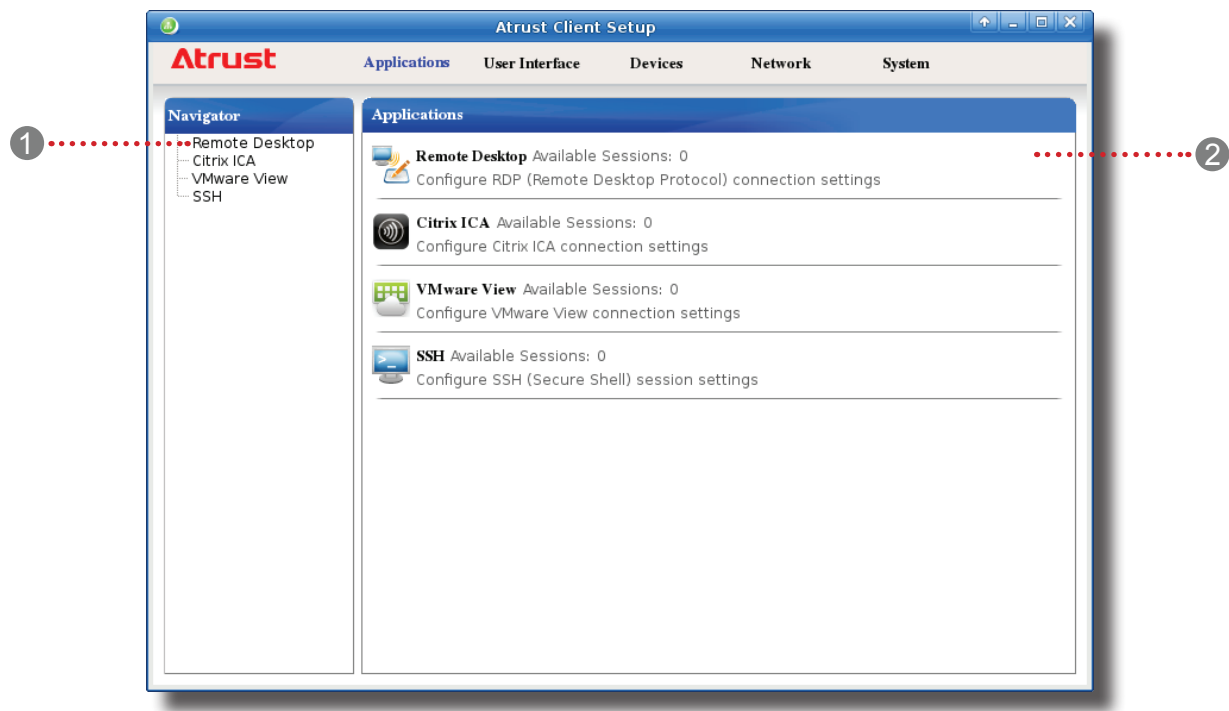 Atrust Client Setup
Atrust
Applications User Interface Devices Network System
Navigator
Remote Desktop
Citrix ICA
VMware View
SSH
Applications
Remote Desktop Available Sessions: 0
Configure RDP (Remote Desktop Protocol) connection settings
Citrix ICA Available Sessions: 0
Configure Citrix ICA connection settings
VMware View Available Sessions: 0
Configure VMware View connection settings
SSH Available Sessions: 0
Configure SSH (Secure Shell) session settings
1
2